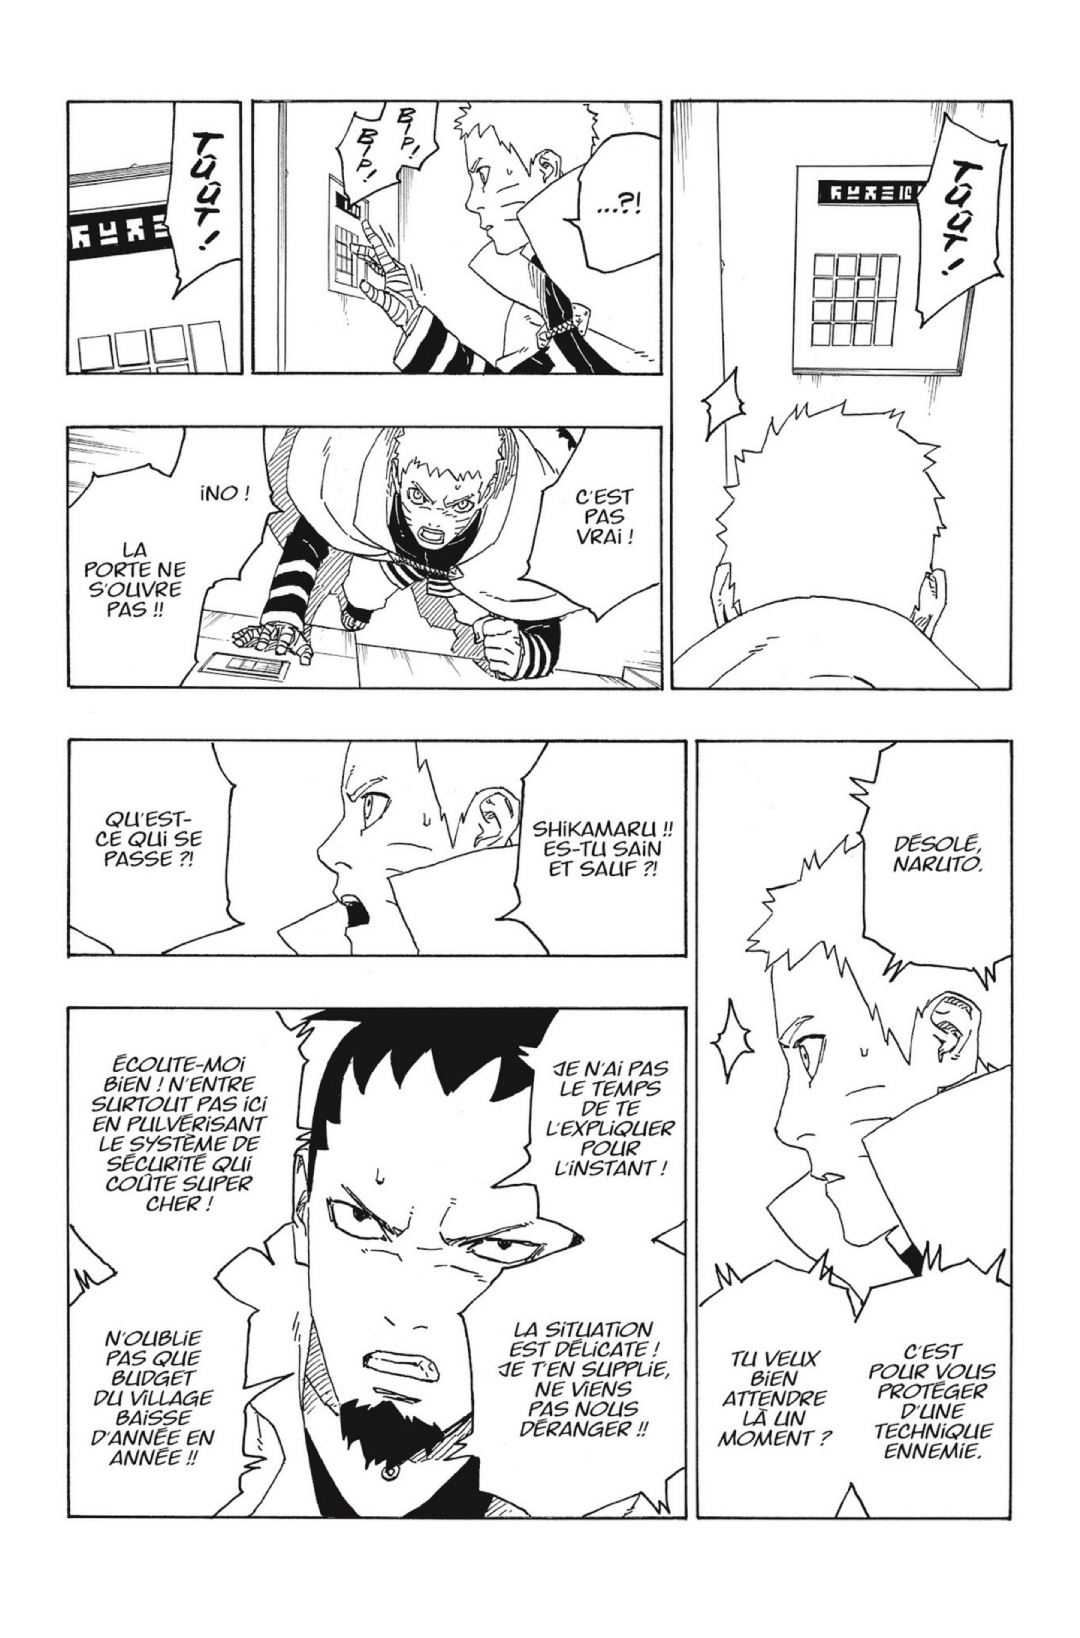 TÛÛT !
...?!
BIP !
BIP !
TÛÛT !
C'EST
PAS
VRAI !
INO !
LA
PORTE NE
S'OUVRE
PAS !!
DÉSOLÉ,
NARUTO.
C'EST
POUR VOUS
PROTÉGER
D'UNE
TECHNIQUE
ENNEMIE.
TU VEUX
BIEN
ATTENDRE
LÀ UN
MOMENT ?
SHIKAMARU !!
ES-TU SAIN
ET SAUF ?!
QU'EST-
CE QUI SE
PASSE ?!
JE N'AI PAS
LE TEMPS
DE TE
L'EXPLIQUER
POUR
L'INSTANT !
LA SITUATION
EST DÉLICATE !
JE T'EN SUPPLIE,
NE VIENS
PAS NOUS
DÉRANGER !!
ÉCOUTE-MOI
BIEN ! N'ENTRE
SURTOUT PAS ICI
EN PULVÉRISANT
LE SYSTÈME DE
SÉCURITÉ QUI
COÛTE SUPER
CHER !
N'OUBLIE
PAS QUE
BUDGET
DU VILLAGE
BAISSE
D'ANNÉE EN
ANNÉE !!